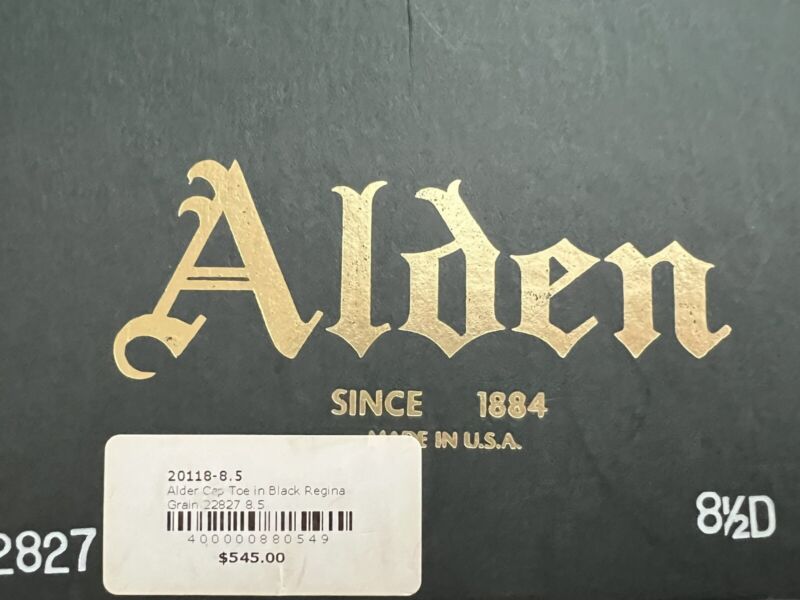 Alden
SINCE 1884
MADE IN U.S.A.
20118-8.5
Alder Cap Toe in Black Regina
Grain 22827 8.5
400000880549
$545.00
2827
8½D